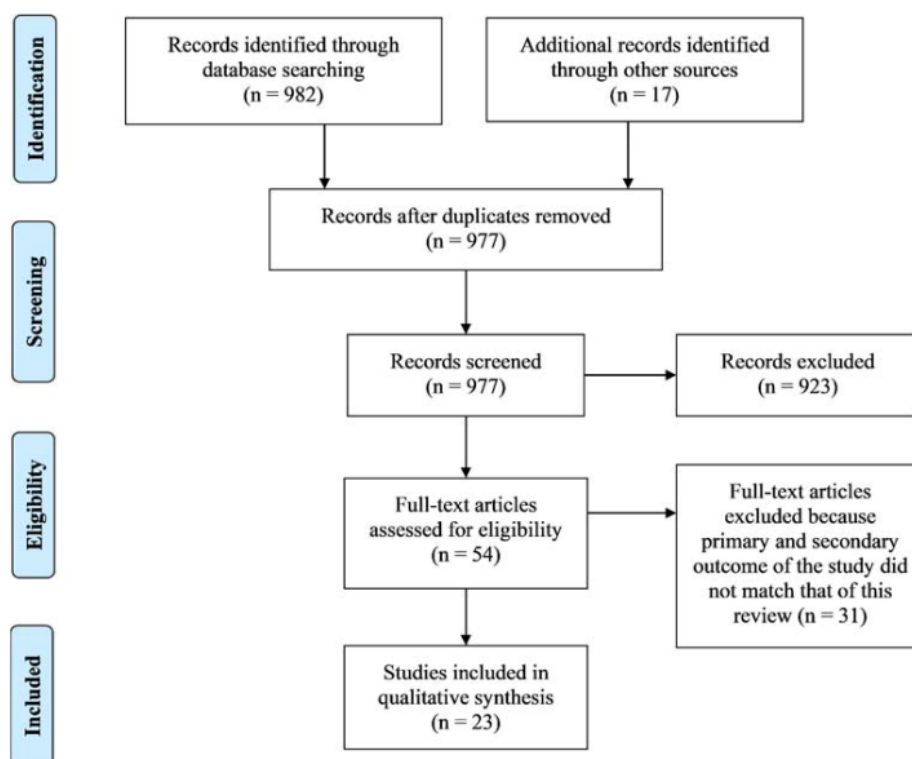 Identification
Records identified through
database searching
(n = 982)
Additional records identified
through other sources
(n = 17)
Records after duplicates removed
(n = 977)
Screening
Records screened
(n = 977)
Records excluded
(n = 923)
Eligibility
Full-text articles
assessed for eligibility
(n = 54)
Full-text articles
excluded because
primary and secondary
outcome of the study did
not match that of this
review (n = 31)
Included
Studies included in
qualitative synthesis
(n = 23)